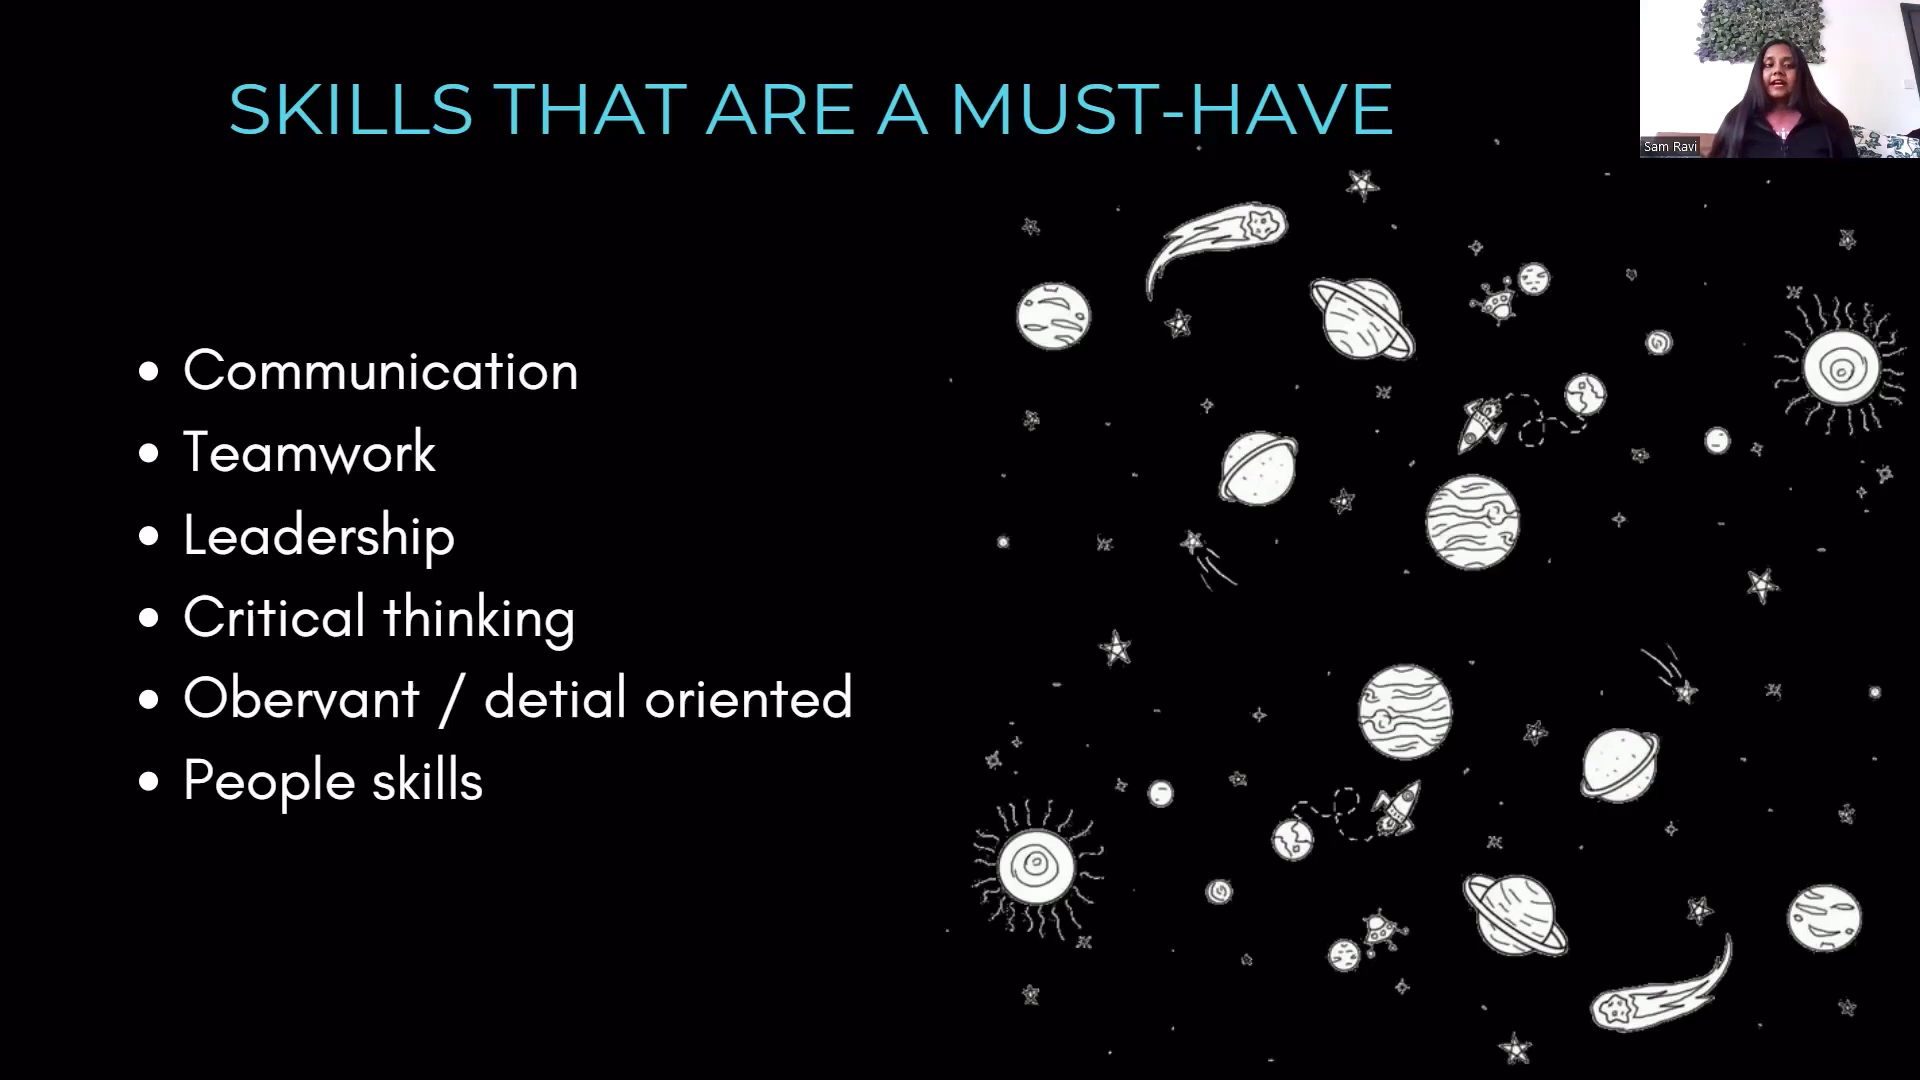 SKILLS THAT ARE A MUST-HAVE
Sam Ravi
Communication
Teamwork
Leadership
Critical thinking
Obervant / detial oriented
People skills